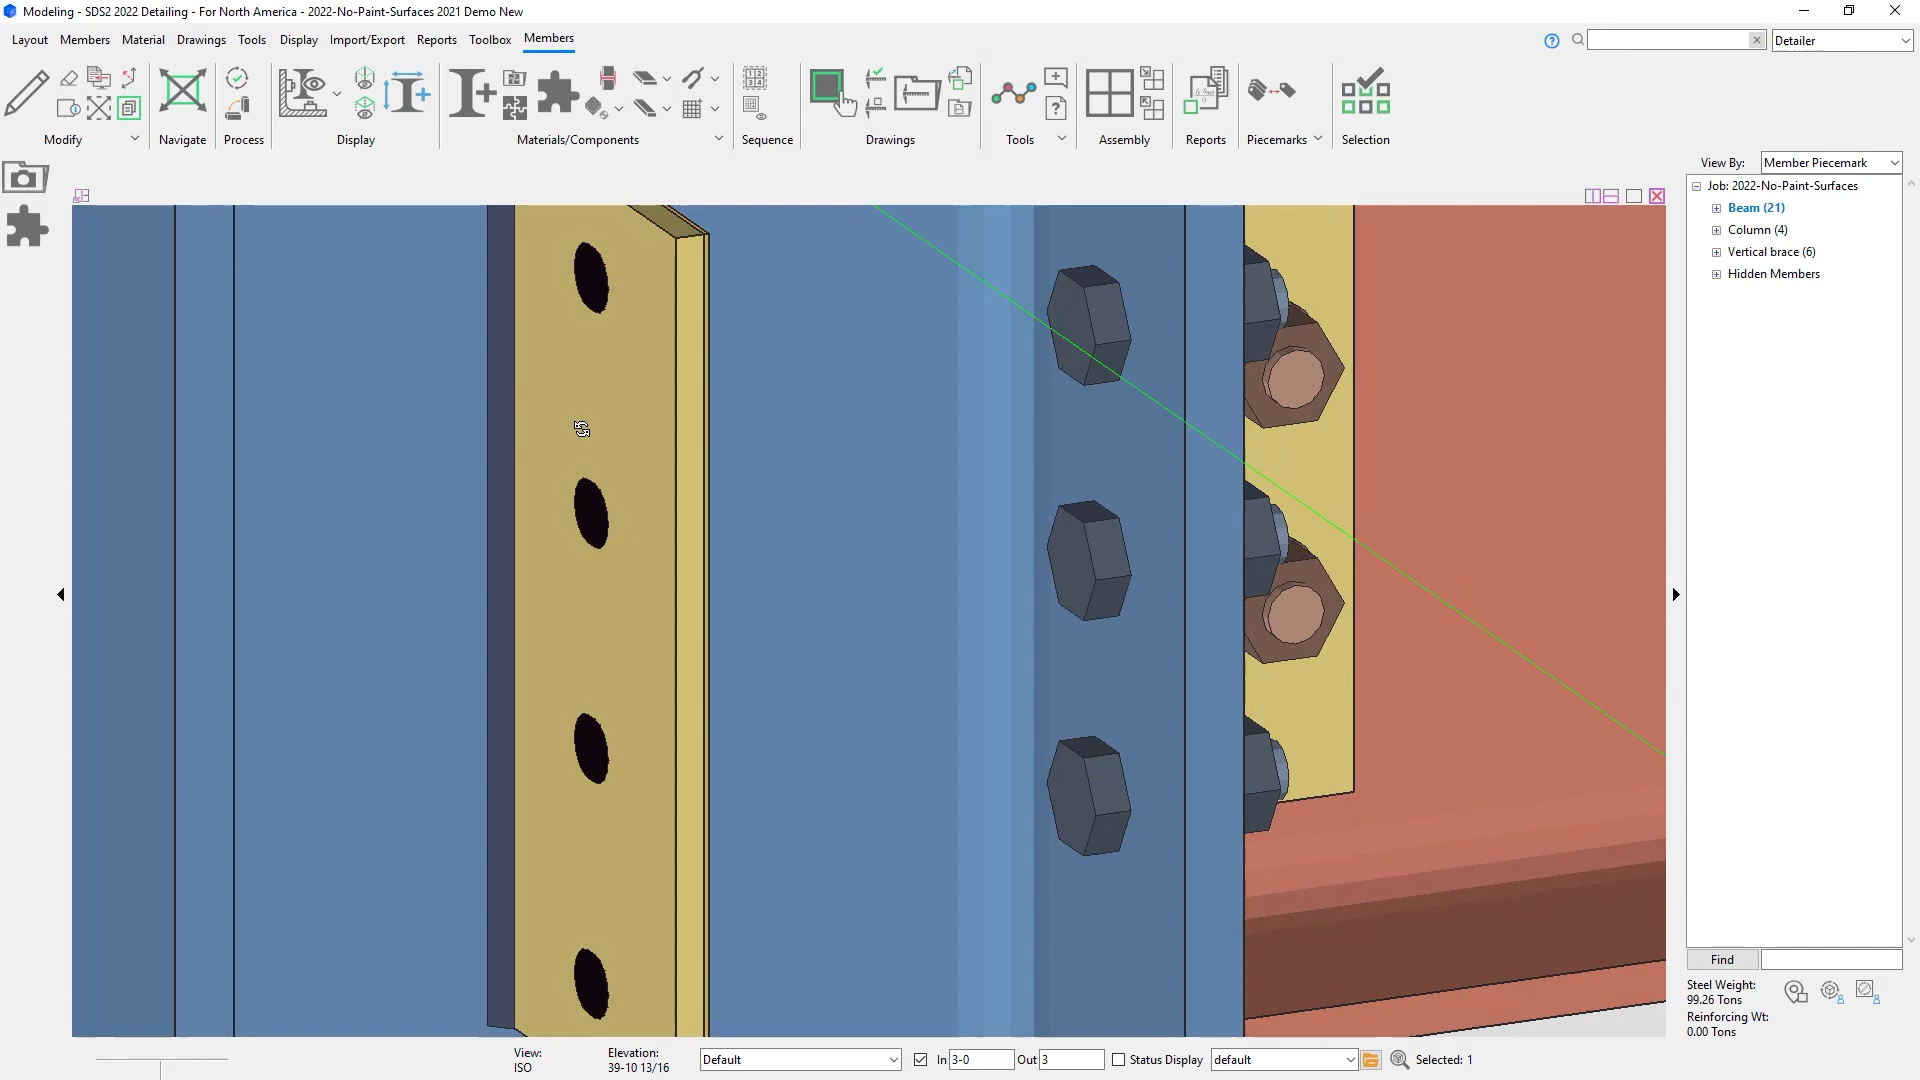 Modeling - SDS2 2022 Detailing - For North America - 2022-No-Paint-Surfaces 2021 Demo New
Layout Members Material Drawings Tools Display Import/Export Reports Toolbox Members
Detailer
Modify Navigate Process Display Materials/Components Sequence Drawings Tools Assembly Reports Piecemarks Selection
View By: Member Piecemark
Job: 2022-No-Paint-Surfaces
Beam (21)
Column (4)
Vertical brace (6)
Hidden Members
Find
Steel Weight:
99.26 Tons
Reinforcing Wt:
0.00 Tons
View:
ISO
Elevation:
39-10 13/16
Default
In 3-0
Out 3
Status Display
default
Selected: 1